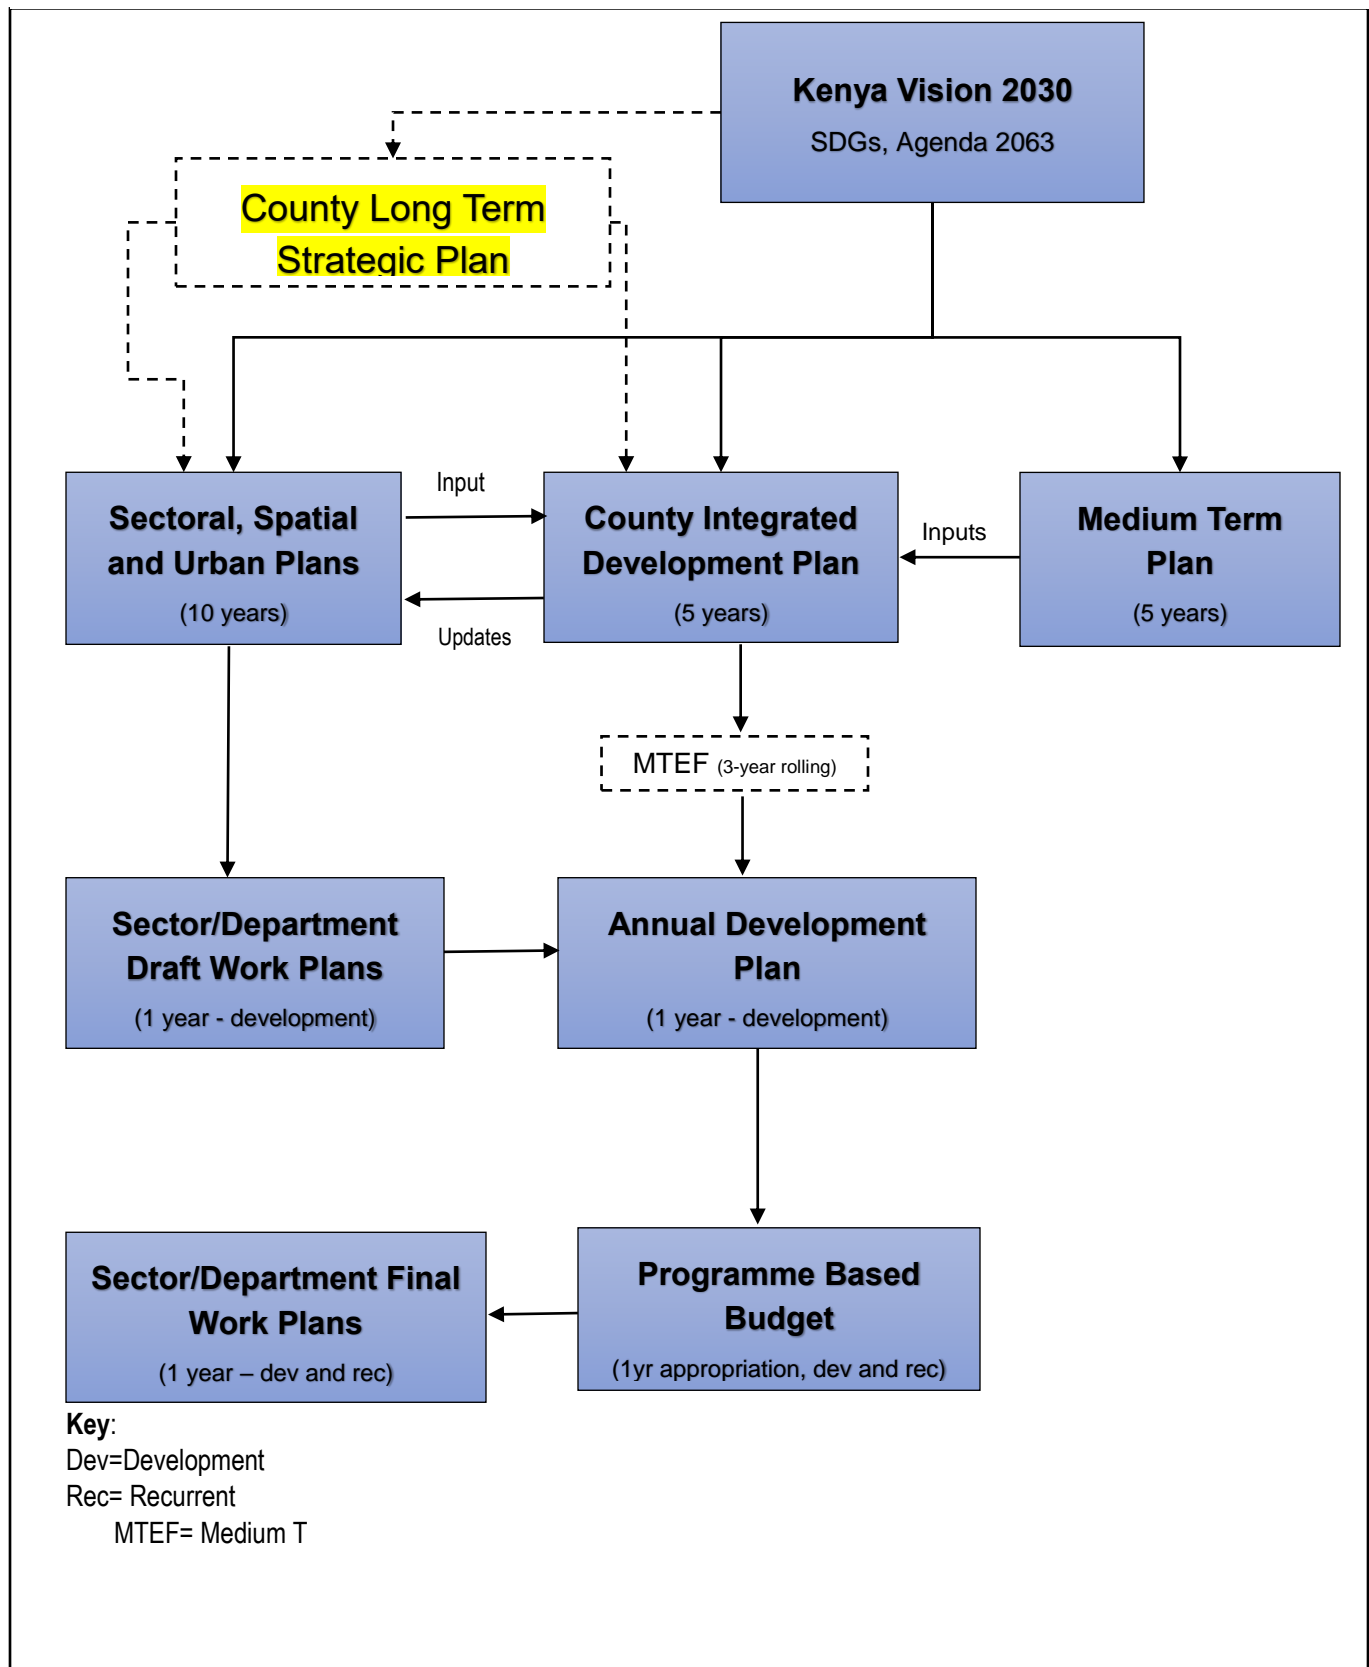 Kenya Vision 2030
SDGs, Agenda 2063
County Long Term
Strategic Plan
Sectoral, Spatial
and Urban Plans
(10 years)
Input
Updates
County Integrated
Development Plan
(5 years)
Inputs
Medium Term
Plan
(5 years)
MTEF (3-year rolling)
Sector/Department
Draft Work Plans
(1 year - development)
Annual Development
Plan
(1 year - development)
Sector/Department Final
Work Plans
(1 year – dev and rec)
Programme Based
Budget
(1yr appropriation, dev and rec)
Key:
Dev=Development
Rec= Recurrent
MTEF= Medium T